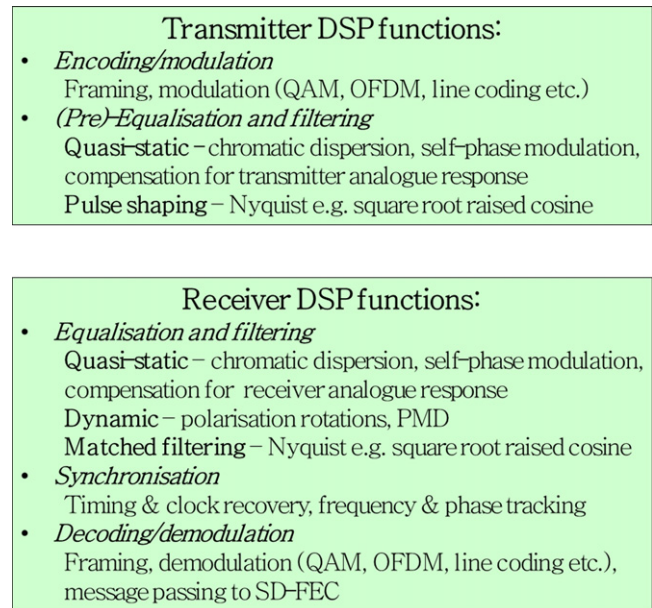 Transmitter DSP functions:
• Encoding/modulation
Framing, modulation (QAM, OFDM, line coding etc.)
• (Pre)-Equalisation and filtering
Quasi-static – chromatic dispersion, self-phase modulation,
compensation for transmitter analogue response
Pulse shaping – Nyquist e.g. square root raised cosine
Receiver DSP functions:
• Equalisation and filtering
Quasi-static – chromatic dispersion, self-phase modulation,
compensation for receiver analogue response
Dynamic – polarisation rotations, PMD
Matched filtering – Nyquist e.g. square root raised cosine
• Synchronisation
Timing & clock recovery, frequency & phase tracking
• Decoding/demodulation
Framing, demodulation (QAM, OFDM, line coding etc.),
message passing to SD-FEC